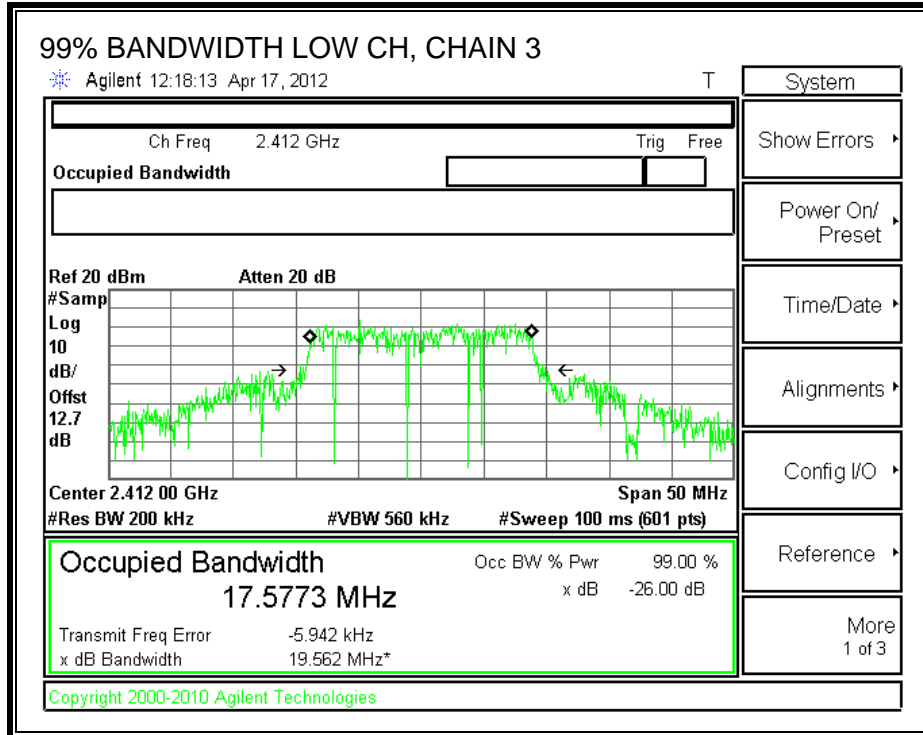 99% BANDWIDTH LOW CH, CHAIN 3
Agilent 12:18:13 Apr 17, 2012 T
System
Ch Freq 2.412 GHz Trig Free
Occupied Bandwidth
Show Errors
Power On/
Preset
Time/Date
Alignments
Config I/O
Reference
More
1 of 3
Ref 20 dBm Atten 20 dB
#Samp
Log
10
dB/
Offst
12.7
dB
Center 2.412 00 GHz Span 50 MHz
#Res BW 200 kHz #VBW 560 kHz #Sweep 100 ms (601 pts)
Occupied Bandwidth
17.5773 MHz
Occ BW % Pwr 99.00 %
x dB -26.00 dB
Transmit Freq Error -5.942 kHz
x dB Bandwidth 19.562 MHz*
Copyright 2000-2010 Agilent Technologies